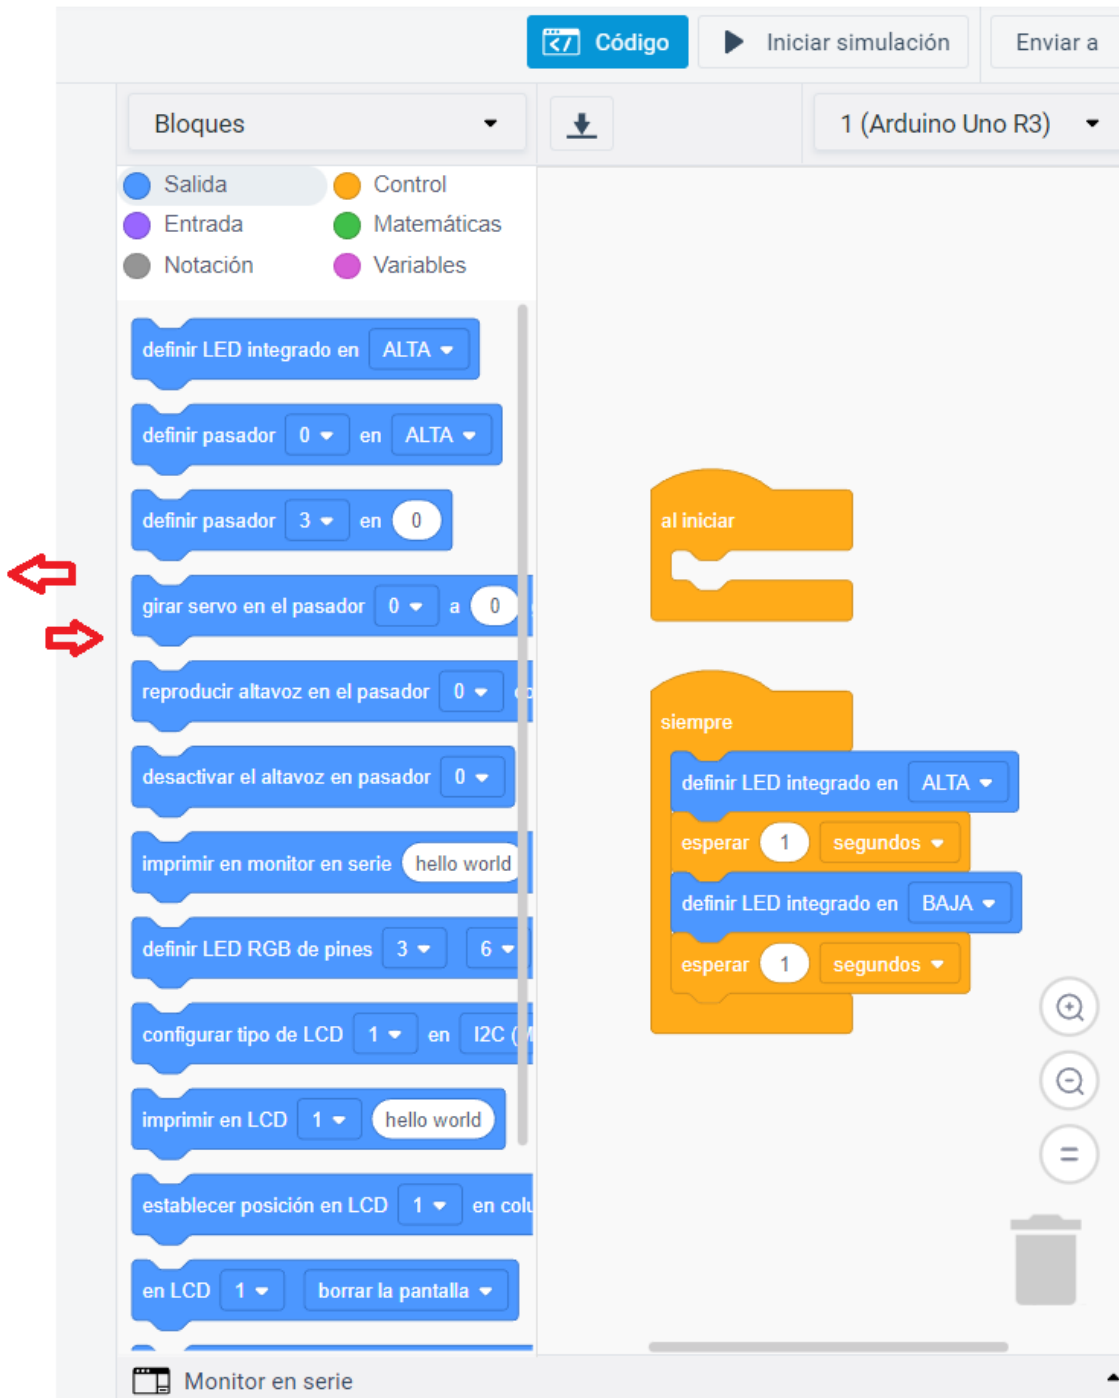 Código Iniciar simulación Enviar a
Bloques 1 (Arduino Uno R3)
Salida Control
Entrada Matemáticas
Notación Variables
definir LED integrado en ALTA
definir pasador 0 en ALTA
definir pasador 3 en 0
girar servo en el pasador 0 a 0
reproducir altavoz en el pasador 0
desactivar el altavoz en pasador 0
imprimir en monitor en serie hello world
definir LED RGB de pines 3 6
configurar tipo de LCD 1 en I2C (
imprimir en LCD 1 hello world
establecer posición en LCD 1 en colu
en LCD 1 borrar la pantalla
al iniciar
siempre
definir LED integrado en ALTA
esperar 1 segundos
definir LED integrado en BAJA
esperar 1 segundos
Monitor en serie